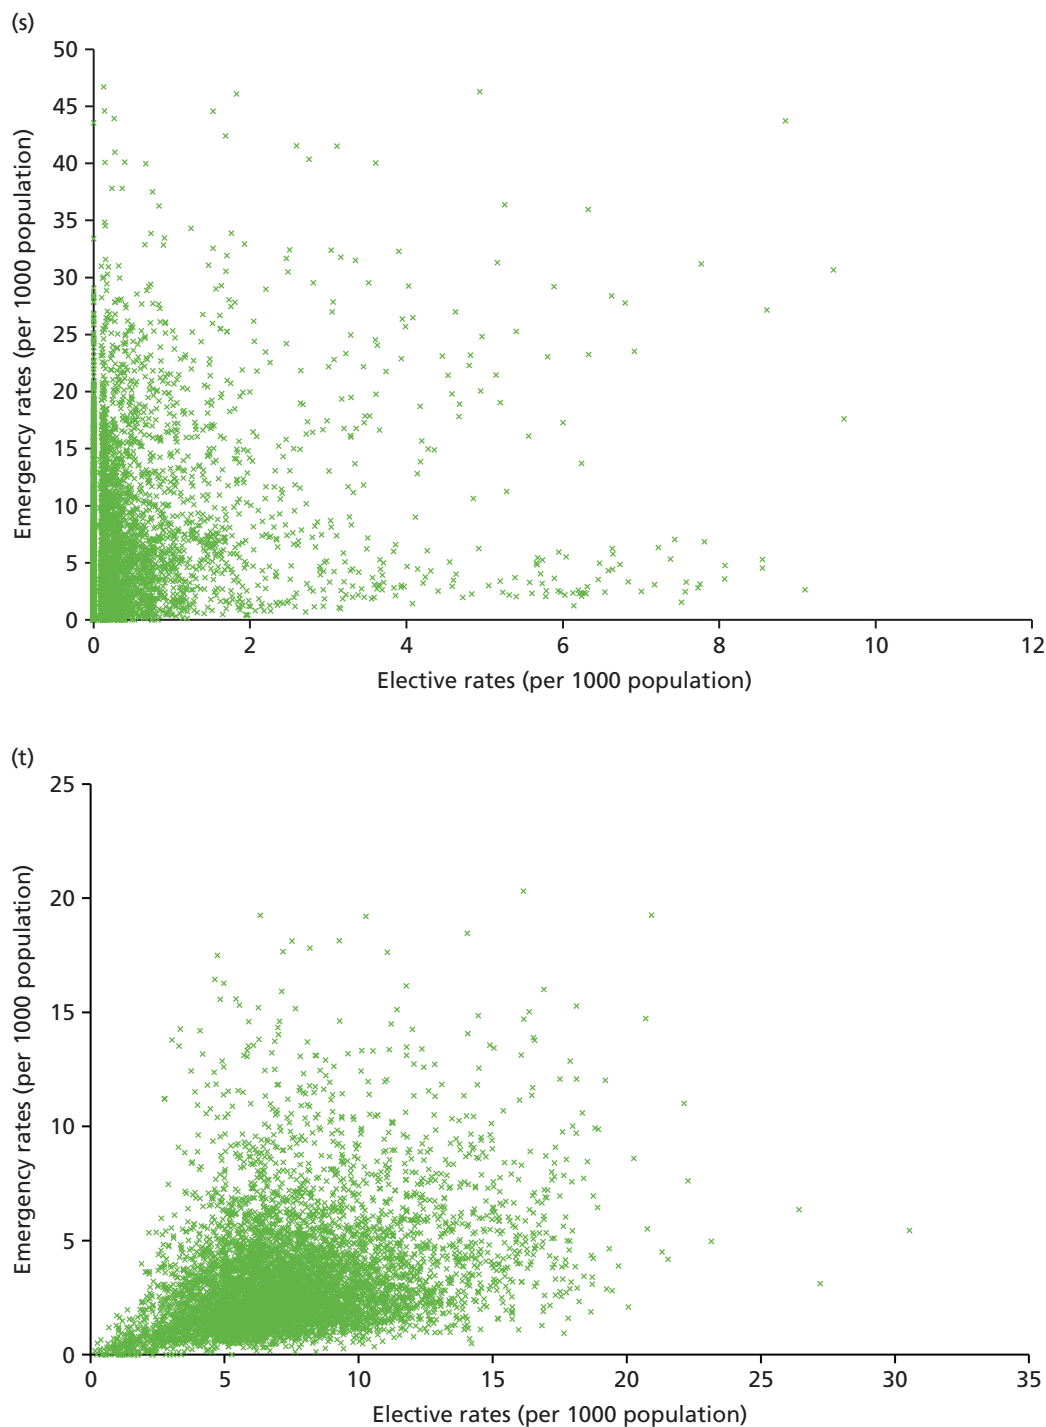 (s)
50
45
40
35
30
25
20
15
10
5
0
Emergency rates (per 1000 population)
0 2 4 6 8 10 12
Elective rates (per 1000 population)
(t)
25
20
15
10
5
0
Emergency rates (per 1000 population)
0 5 10 15 20 25 30 35
Elective rates (per 1000 population)